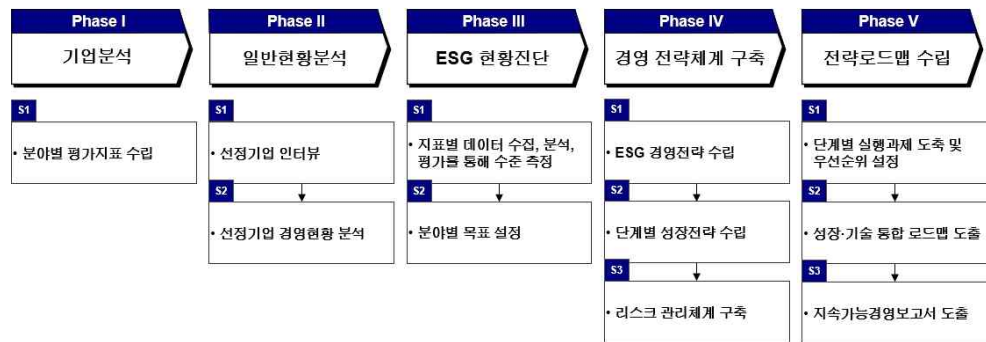 Phase I
기업분석
S1
• 분야별 평가지표 수립
Phase II
일반현황분석
S1
• 선정기업 인터뷰
S2
• 선정기업 경영현황 분석
Phase III
ESG 현황진단
S1
• 지표별 데이터 수집, 분석,
평가를 통해 수준 측정
S2
• 분야별 목표 설정
Phase IV
경영 전략체계 구축
S1
• ESG 경영전략 수립
S2
• 단계별 성장전략 수립
S3
• 리스크 관리체계 구축
Phase V
전략로드맵 수립
S1
• 단계별 실행과제 도축 및
우선순위 설정
S2
• 성장·기술 통합 로드맵 도출
S3
• 지속가능경영보고서 도출